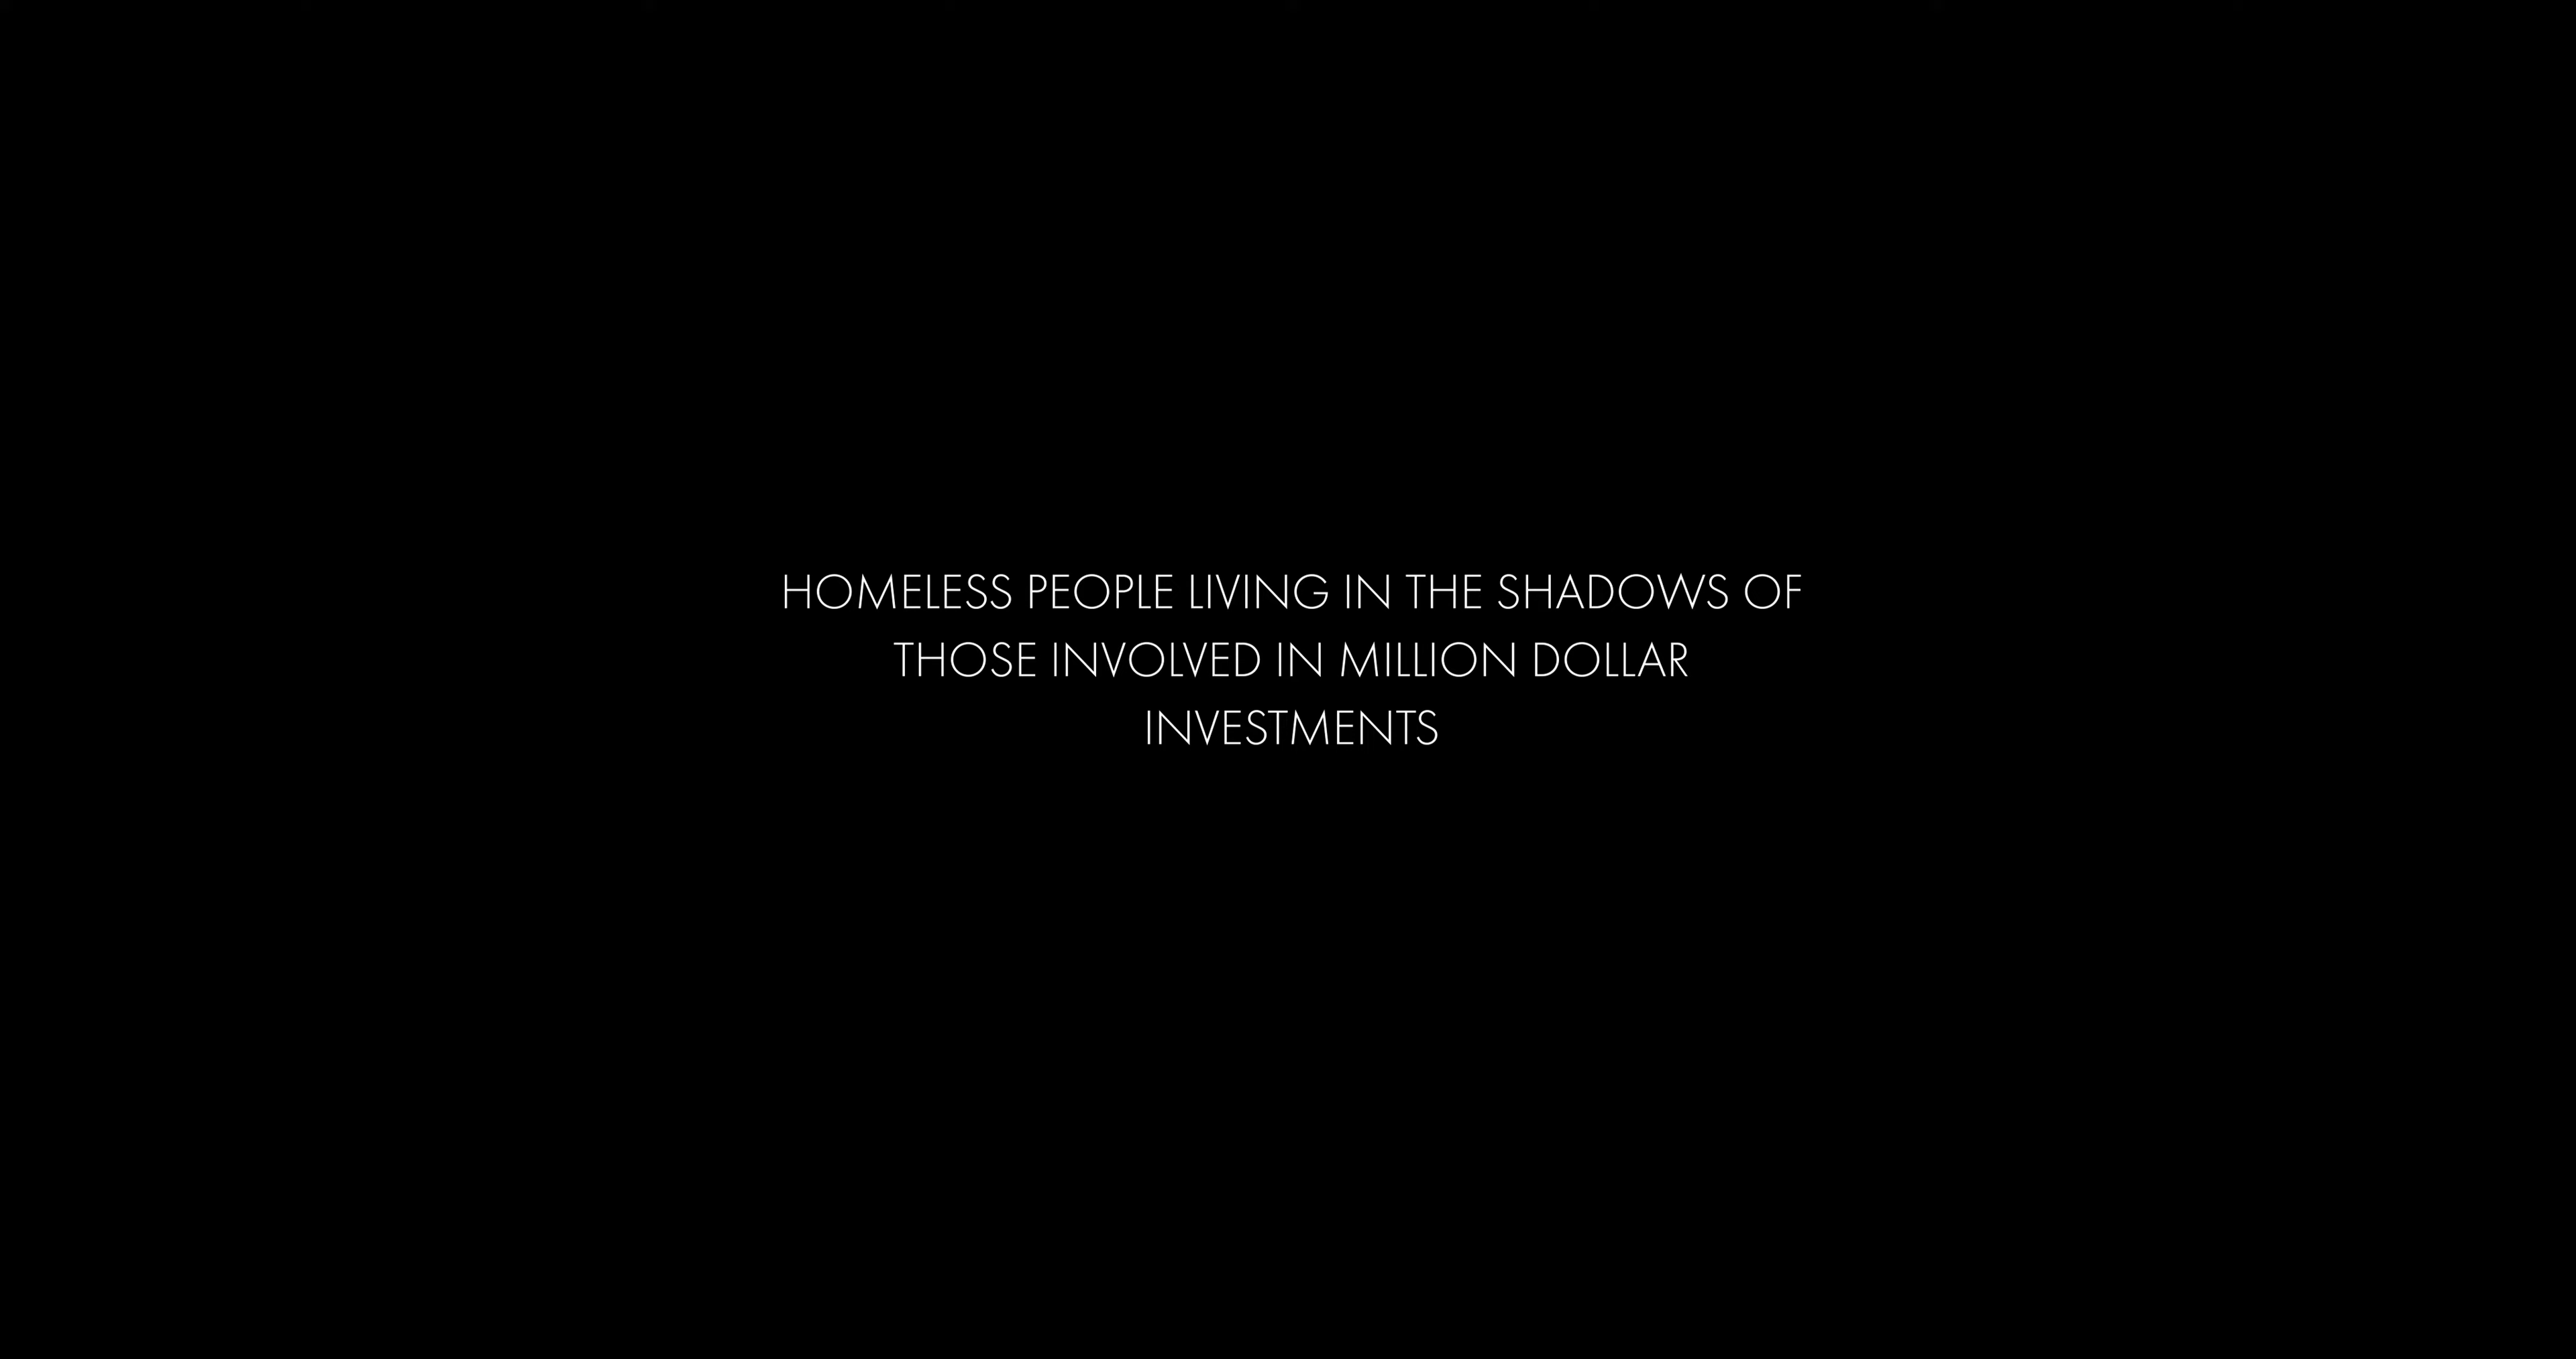 HOMELESS PEOPLE LIVING IN THE SHADOWS OF
THOSE INVOLVED IN MILLION DOLLAR
INVESTMENTS